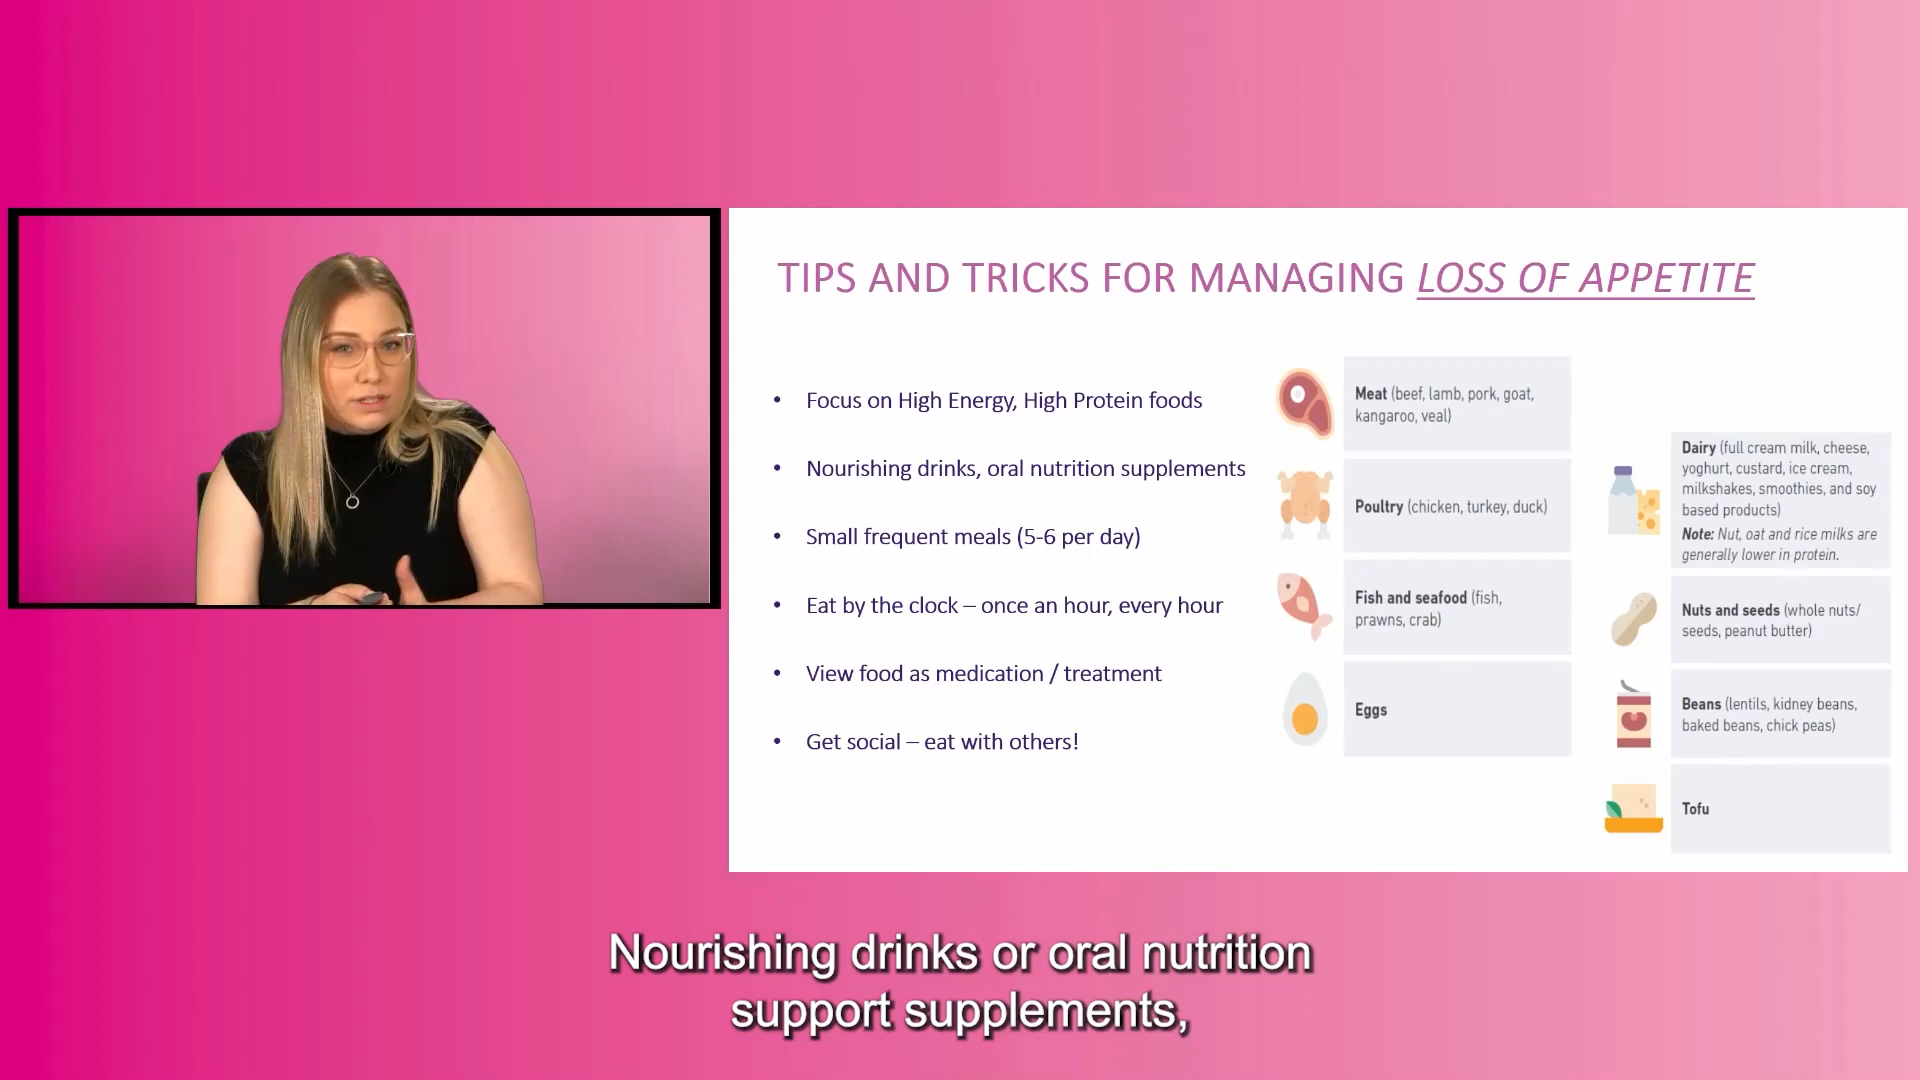 TIPS AND TRICKS FOR MANAGING LOSS OF APPETITE
• Focus on High Energy, High Protein foods
• Nourishing drinks, oral nutrition supplements
• Small frequent meals (5-6 per day)
• Eat by the clock – once an hour, every hour
• View food as medication / treatment
• Get social – eat with others!
Meat (beef, lamb, pork, goat,
kangaroo, veal)
Poultry (chicken, turkey, duck)
Fish and seafood (fish,
prawns, crab)
Eggs
Dairy (full cream milk, cheese,
yoghurt, custard, ice cream,
milkshakes, smoothies, and soy
based products)
Note: Nut, oat and rice milks are
generally lower in protein.
Nuts and seeds (whole nuts/
seeds, peanut butter)
Beans (lentils, kidney beans,
baked beans, chick peas)
Tofu
Nourishing drinks or oral nutrition
support supplements,